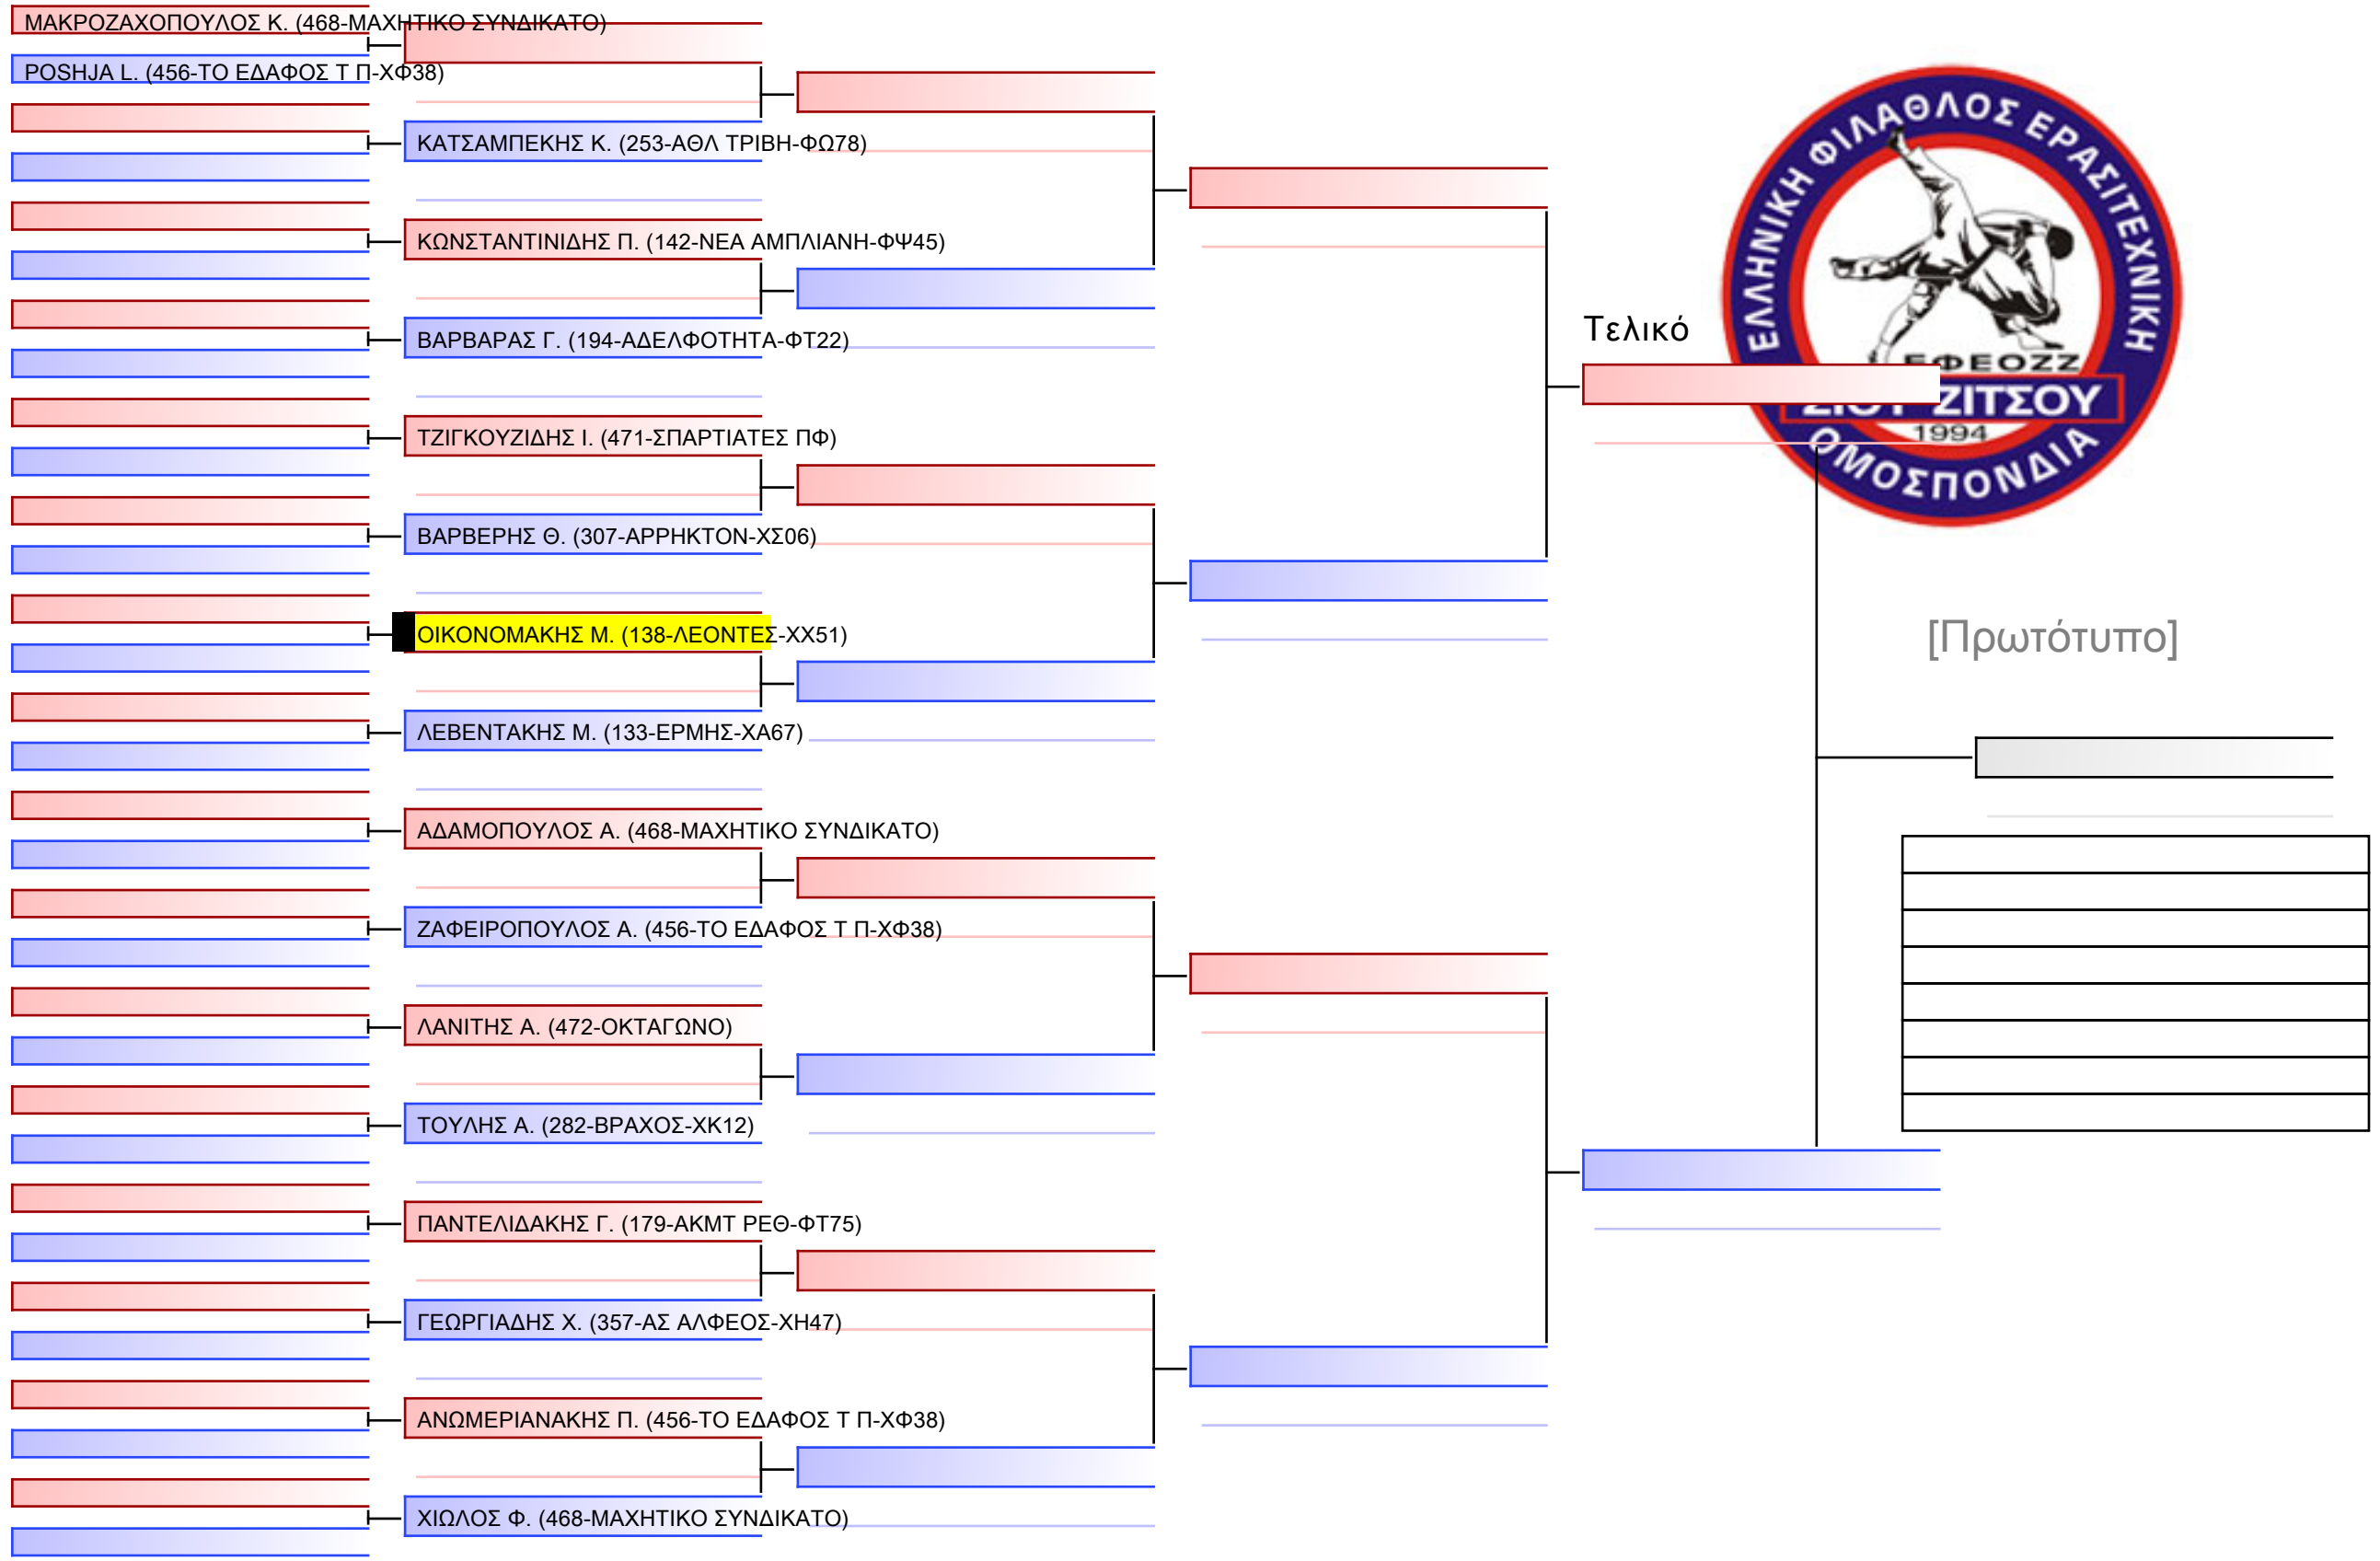 ΜΑΚΡΟΖΑΧΟΠΟΥΛΟΣ Κ. (468-ΜΑΧΗΤΙΚΟ ΣΥΝΔΙΚΑΤΟ)
POSHJA L. (456-ΤΟ ΕΔΑΦΟΣ Τ Π-ΧΦ38)
ΚΑΤΣΑΜΠΕΚΗΣ Κ. (253-ΑΘΛ ΤΡΙΒΗ-ΦΩ78)
ΚΩΝΣΤΑΝΤΙΝΙΔΗΣ Π. (142-ΝΕΑ ΑΜΠΛΙΑΝΗ-ΦΨ45)
ΒΑΡΒΑΡΑΣ Γ. (194-ΑΔΕΛΦΟΤΗΤΑ-ΦΤ22)
ΤΖΙΓΚΟΥΖΙΔΗΣ Ι. (471-ΣΠΑΡΤΙΑΤΕΣ ΠΦ)
ΒΑΡΒΕΡΗΣ Θ. (307-ΑΡΡΗΚΤΟΝ-ΧΣ06)
ΟΙΚΟΝΟΜΑΚΗΣ Μ. (138-ΛΕΟΝΤΕΣ-ΧΧ51)
ΛΕΒΕΝΤΑΚΗΣ Μ. (133-ΕΡΜΗΣ-ΧΑ67)
ΑΔΑΜΟΠΟΥΛΟΣ Α. (468-ΜΑΧΗΤΙΚΟ ΣΥΝΔΙΚΑΤΟ)
ΖΑΦΕΙΡΟΠΟΥΛΟΣ Α. (456-ΤΟ ΕΔΑΦΟΣ Τ Π-ΧΦ38)
ΛΑΝΙΤΗΣ Α. (472-ΟΚΤΑΓΩΝΟ)
ΤΟΥΛΗΣ Α. (282-ΒΡΑΧΟΣ-ΧΚ12)
ΠΑΝΤΕΛΙΔΑΚΗΣ Γ. (179-ΑΚΜΤ ΡΕΘ-ΦΤ75)
ΓΕΩΡΓΙΑΔΗΣ Χ. (357-ΑΣ ΑΛΦΕΟΣ-ΧΗ47)
ΑΝΩΜΕΡΙΑΝΑΚΗΣ Π. (456-ΤΟ ΕΔΑΦΟΣ Τ Π-ΧΦ38)
ΧΙΩΛΟΣ Φ. (468-ΜΑΧΗΤΙΚΟ ΣΥΝΔΙΚΑΤΟ)
Τελικό
ΕΛΛΗΝΙΚΗ ΦΙΛΑΘΛΟΣ ΕΡΑΣΙΤΕΧΝΙΚΗ
ΕΦΕΟΖΖ
ΖΙΤΣΟΥ
1994
ΟΜΟΣΠΟΝΔΙΑ
[Πρωτότυπο]